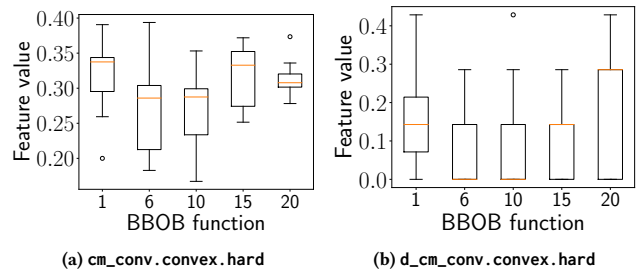 0.40
0.35
0.30
0.25
0.20
Feature value
1 6 10 15 20
BBOB function
(a) cm_conv.convex.hard
0.4
0.3
0.1
0.1
0.0
Feature value
1 6 10 15 20
BBOB function
(b) d_cm_conv.convex.hard